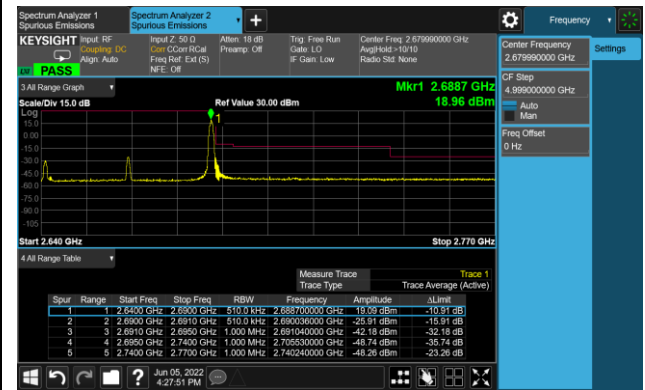 Spectrum Analyzer 1
Spurious Emissions
Spectrum Analyzer 2
Spurious Emissions
Frequency
KEYSIGHT
Input: RF
Coupling: DC
Align: Auto
Input Z: 50 Ω
Corr CCorr RCal
Freq Ref: Ext (S)
NFE: Off
Atten: 18 dB
Preamp: Off
Trig: Free Run
Gate: LO
IF Gain: Low
Center Freq: 2.679990000 GHz
Avg|Hold:>10/10
Radio Std: None
PASS
Center Frequency
2.679990000 GHz
Settings
CF Step
4.999000000 GHz
Auto
Man
Freq Offset
0 Hz
3 All Range Graph
Mkr1 2.6887 GHz
Scale/Div 15.0 dB
Ref Value 30.00 dBm
18.96 dBm
Log
15.0
0.00
-15.0
-30.0
-45.0
-60.0
-75.0
-90.0
-105
1
Start 2.640 GHz
Stop 2.770 GHz
4 All Range Table
Measure Trace
Trace 1
Trace Type
Trace Average (Active)
Spur Range Start Freq Stop Freq RBW Frequency Amplitude ΔLimit
1 1 2.6400 GHz 2.6900 GHz 510.0 kHz 2.688700000 GHz 19.09 dBm -10.91 dB
2 2 2.6900 GHz 2.6910 GHz 510.0 kHz 2.690036000 GHz -25.91 dBm -15.91 dB
3 3 2.6910 GHz 2.6950 GHz 1.000 MHz 2.691040000 GHz -42.18 dBm -32.18 dB
4 4 2.6950 GHz 2.7400 GHz 1.000 MHz 2.705530000 GHz -48.74 dBm -35.74 dB
5 5 2.7400 GHz 2.7700 GHz 1.000 MHz 2.740240000 GHz -48.26 dBm -23.26 dB
Jun 05, 2022
4:27:51 PM